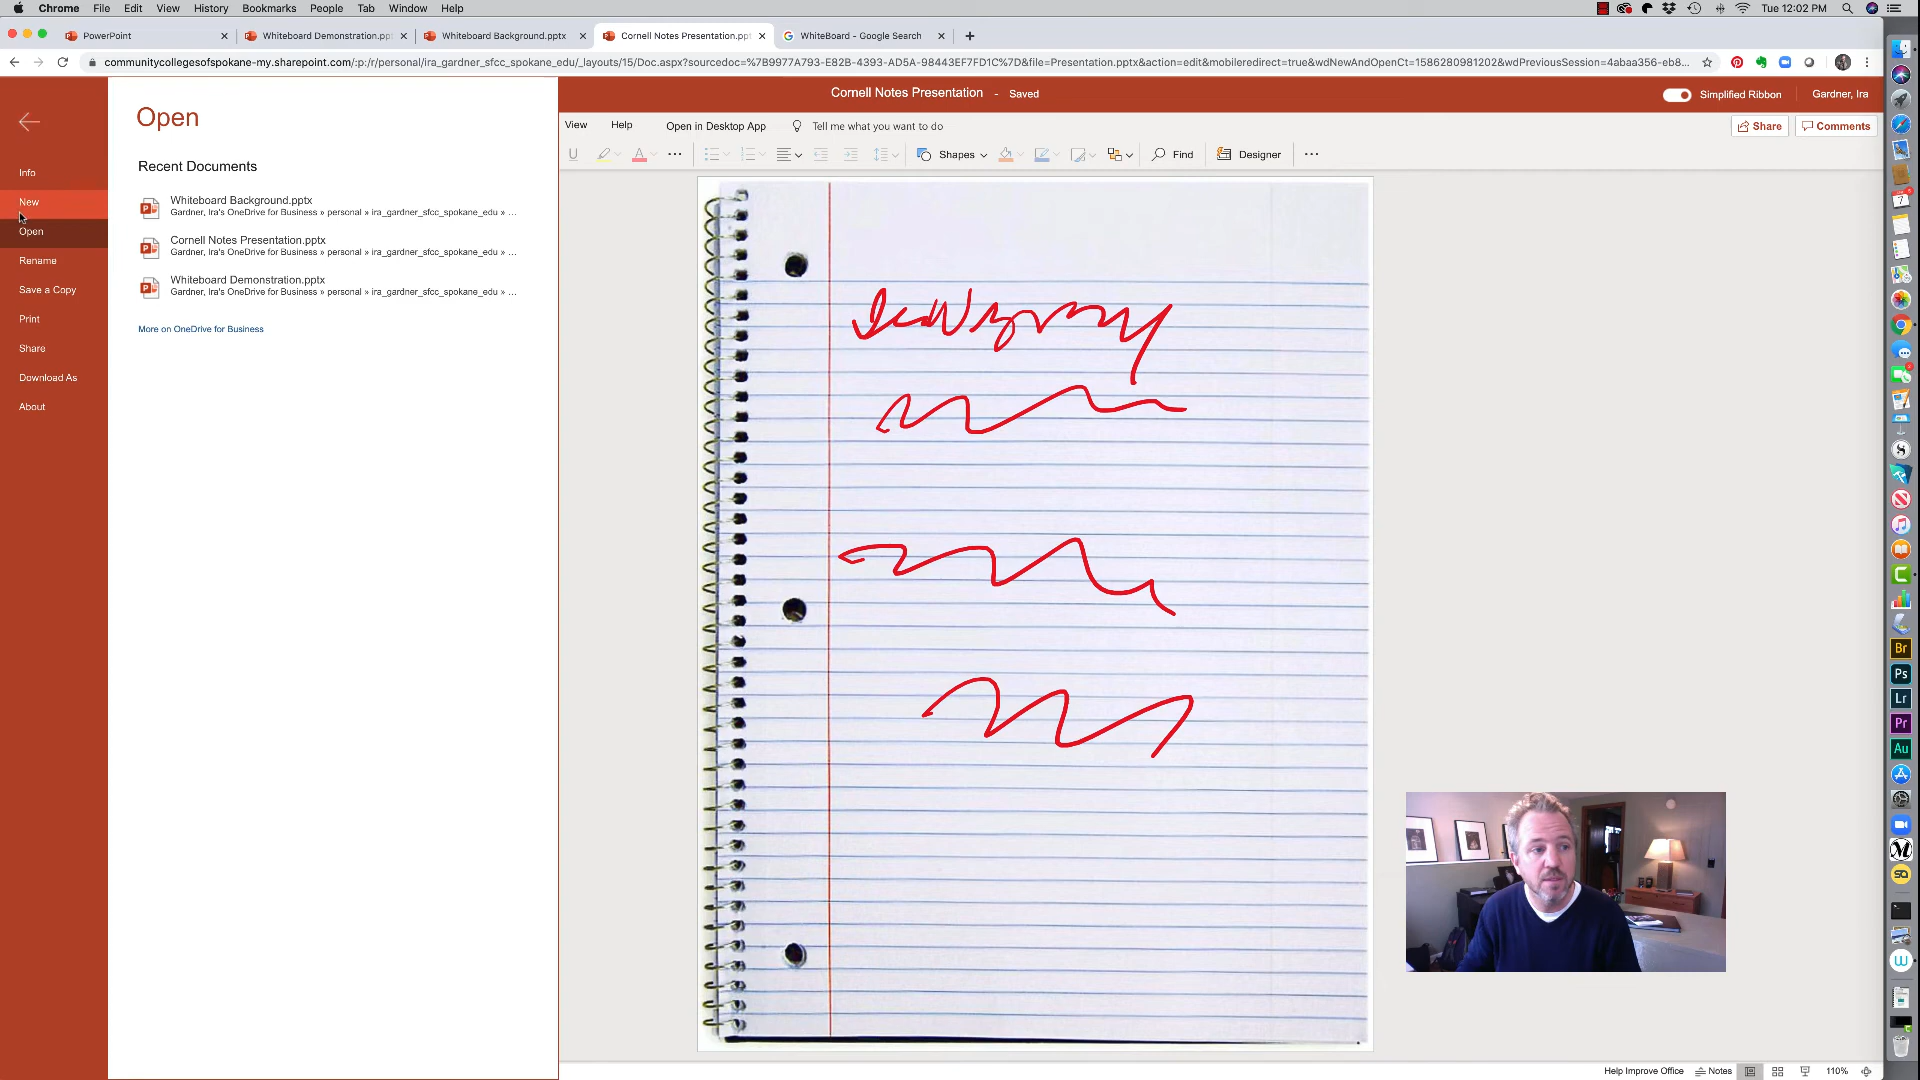 Chrome File Edit View History Bookmarks People Tab Window Help Tue 12:02 PM
PowerPoint Whiteboard Demonstration.ppt Whiteboard Background.pptx Cornell Notes Presentation.ppt WhiteBoard - Google Search
communitycollegesofspokane-my.sharepoint.com/:p:/r/personal/ira_gardner_sfcc_spokane_edu/_layouts/15/Doc.aspx?sourcedoc=%7B9977A793-E82B-4393-AD5A-98443EF7FD1C%7D&file=Presentation.pptx&action=edit&mobileredirect=true&wdNewAndOpenCt=1586280981202&wdPreviousSession=4abaa356-eb8...
Cornell Notes Presentation - Saved Simplified Ribbon Gardner, Ira
View Help Open in Desktop App Tell me what you want to do Share Comments
U A ... Shapes Find Designer ...
Open
Recent Documents
Info
New
Open
Rename
Save a Copy
Print
Share
Download As
About
Whiteboard Background.pptx
Gardner, Ira's OneDrive for Business » personal » ira_gardner_sfcc_spokane_edu » ...
Cornell Notes Presentation.pptx
Gardner, Ira's OneDrive for Business » personal » ira_gardner_sfcc_spokane_edu » ...
Whiteboard Demonstration.pptx
Gardner, Ira's OneDrive for Business » personal » ira_gardner_sfcc_spokane_edu » ...
More on OneDrive for Business
Br
Ps
Lr
Pr
Au
Help Improve Office Notes 110%